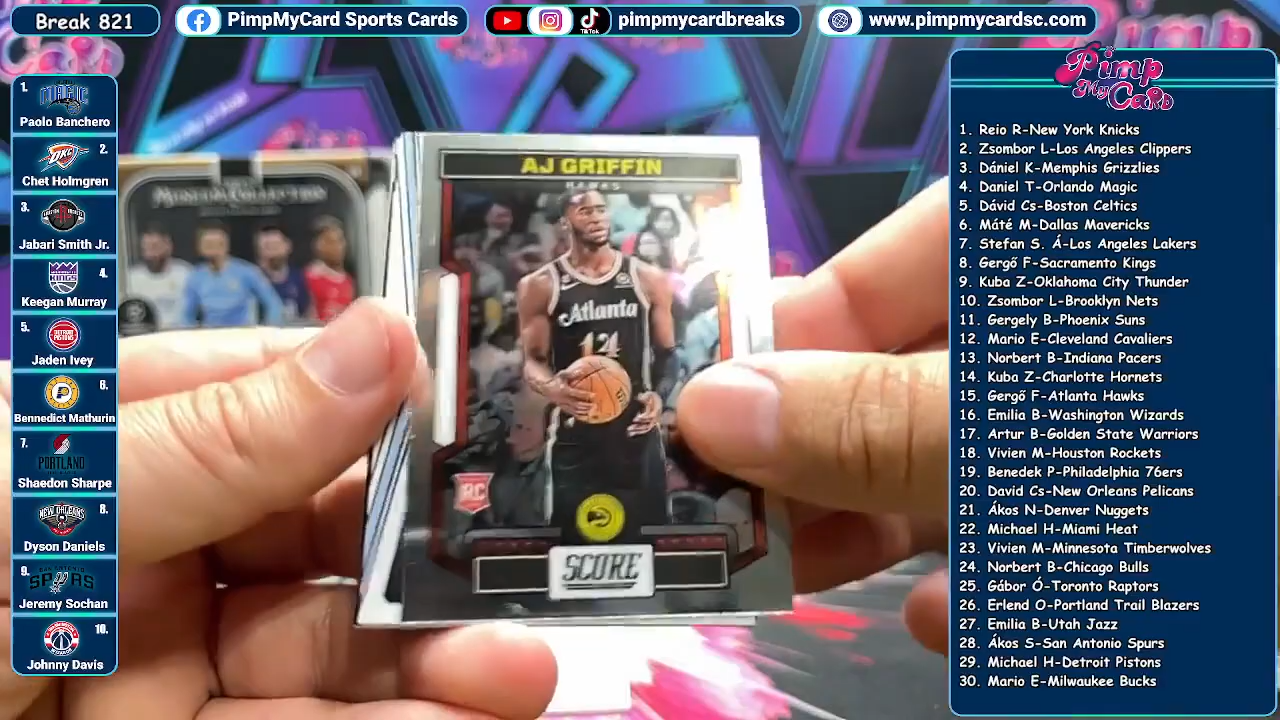 Break 821
PimpMyCard Sports Cards
TikTok
pimpmycardbreaks
www.pimpmycardsc.com
1.
MAGIC
Paolo Banchero
2.
OKC
Chet Holmgren
3.
Jabari Smith Jr.
4.
KINGS
Keegan Murray
5.
Jaden Ivey
6.
Bennedict Mathurin
7.
PORTLAND
Shaedon Sharpe
8.
NEW ORLEANS
Dyson Daniels
9.
SPURS
Jeremy Sochan
10.
Johnny Davis
AJ GRIFFIN
HAWKS
Atlanta
14
RC
SCORE
Pimp
My
Card
1. Reio R-New York Knicks
2. Zsombor L-Los Angeles Clippers
3. Dániel K-Memphis Grizzlies
4. Daniel T-Orlando Magic
5. Dávid Cs-Boston Celtics
6. Máté M-Dallas Mavericks
7. Stefan S. Á-Los Angeles Lakers
8. Gergő F-Sacramento Kings
9. Kuba Z-Oklahoma City Thunder
10. Zsombor L-Brooklyn Nets
11. Gergely B-Phoenix Suns
12. Mario E-Cleveland Cavaliers
13. Norbert B-Indiana Pacers
14. Kuba Z-Charlotte Hornets
15. Gergő F-Atlanta Hawks
16. Emilia B-Washington Wizards
17. Artur B-Golden State Warriors
18. Vivien M-Houston Rockets
19. Benedek P-Philadelphia 76ers
20. David Cs-New Orleans Pelicans
21. Ákos N-Denver Nuggets
22. Michael H-Miami Heat
23. Vivien M-Minnesota Timberwolves
24. Norbert B-Chicago Bulls
25. Gábor Ó-Toronto Raptors
26. Erlend O-Portland Trail Blazers
27. Emilia B-Utah Jazz
28. Ákos S-San Antonio Spurs
29. Michael H-Detroit Pistons
30. Mario E-Milwaukee Bucks